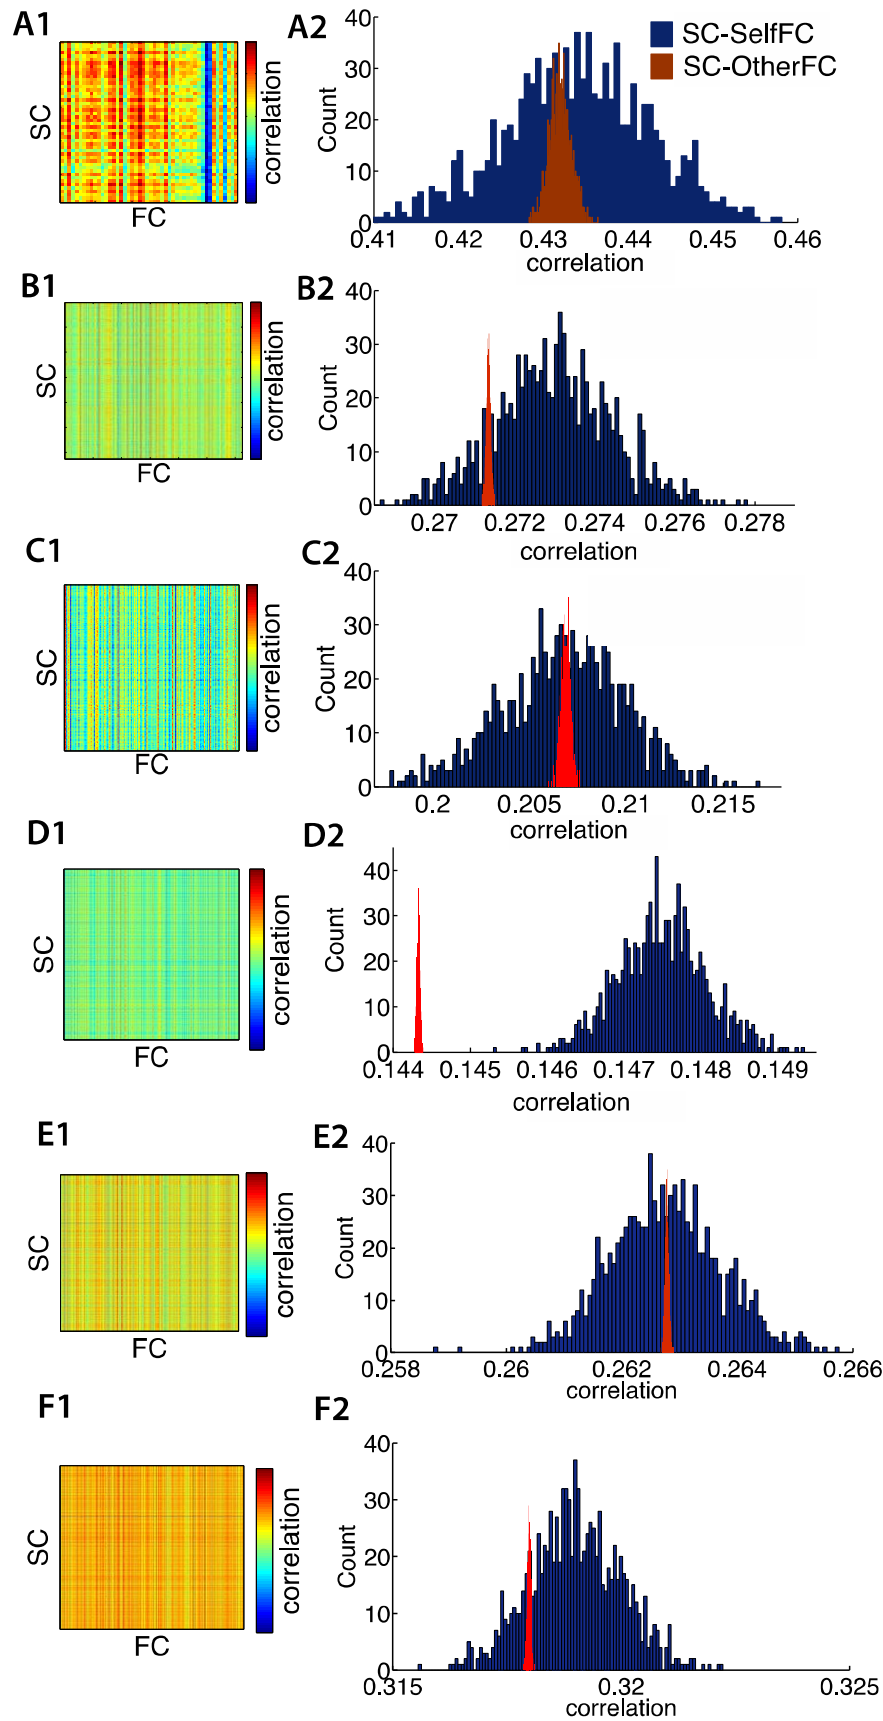 A1
SC
FC
correlation
A2
SC-SelfFC
SC-OtherFC
Count
40
30
20
10
0
0.41 0.42 0.43 0.44 0.45 0.46
correlation
B1
SC
FC
correlation
B2
Count
40
30
20
10
0
0.27 0.272 0.274 0.276 0.278
correlation
C1
SC
FC
correlation
C2
Count
40
30
20
10
0
0.2 0.205 0.21 0.215
correlation
D1
SC
FC
correlation
D2
Count
40
30
20
10
0
0.144 0.145 0.146 0.147 0.148 0.149
correlation
E1
SC
FC
correlation
E2
Count
40
30
20
10
0
0.258 0.26 0.262 0.264 0.266
correlation
F1
SC
FC
correlation
F2
Count
40
30
20
10
0
0.315 0.32 0.325
correlation